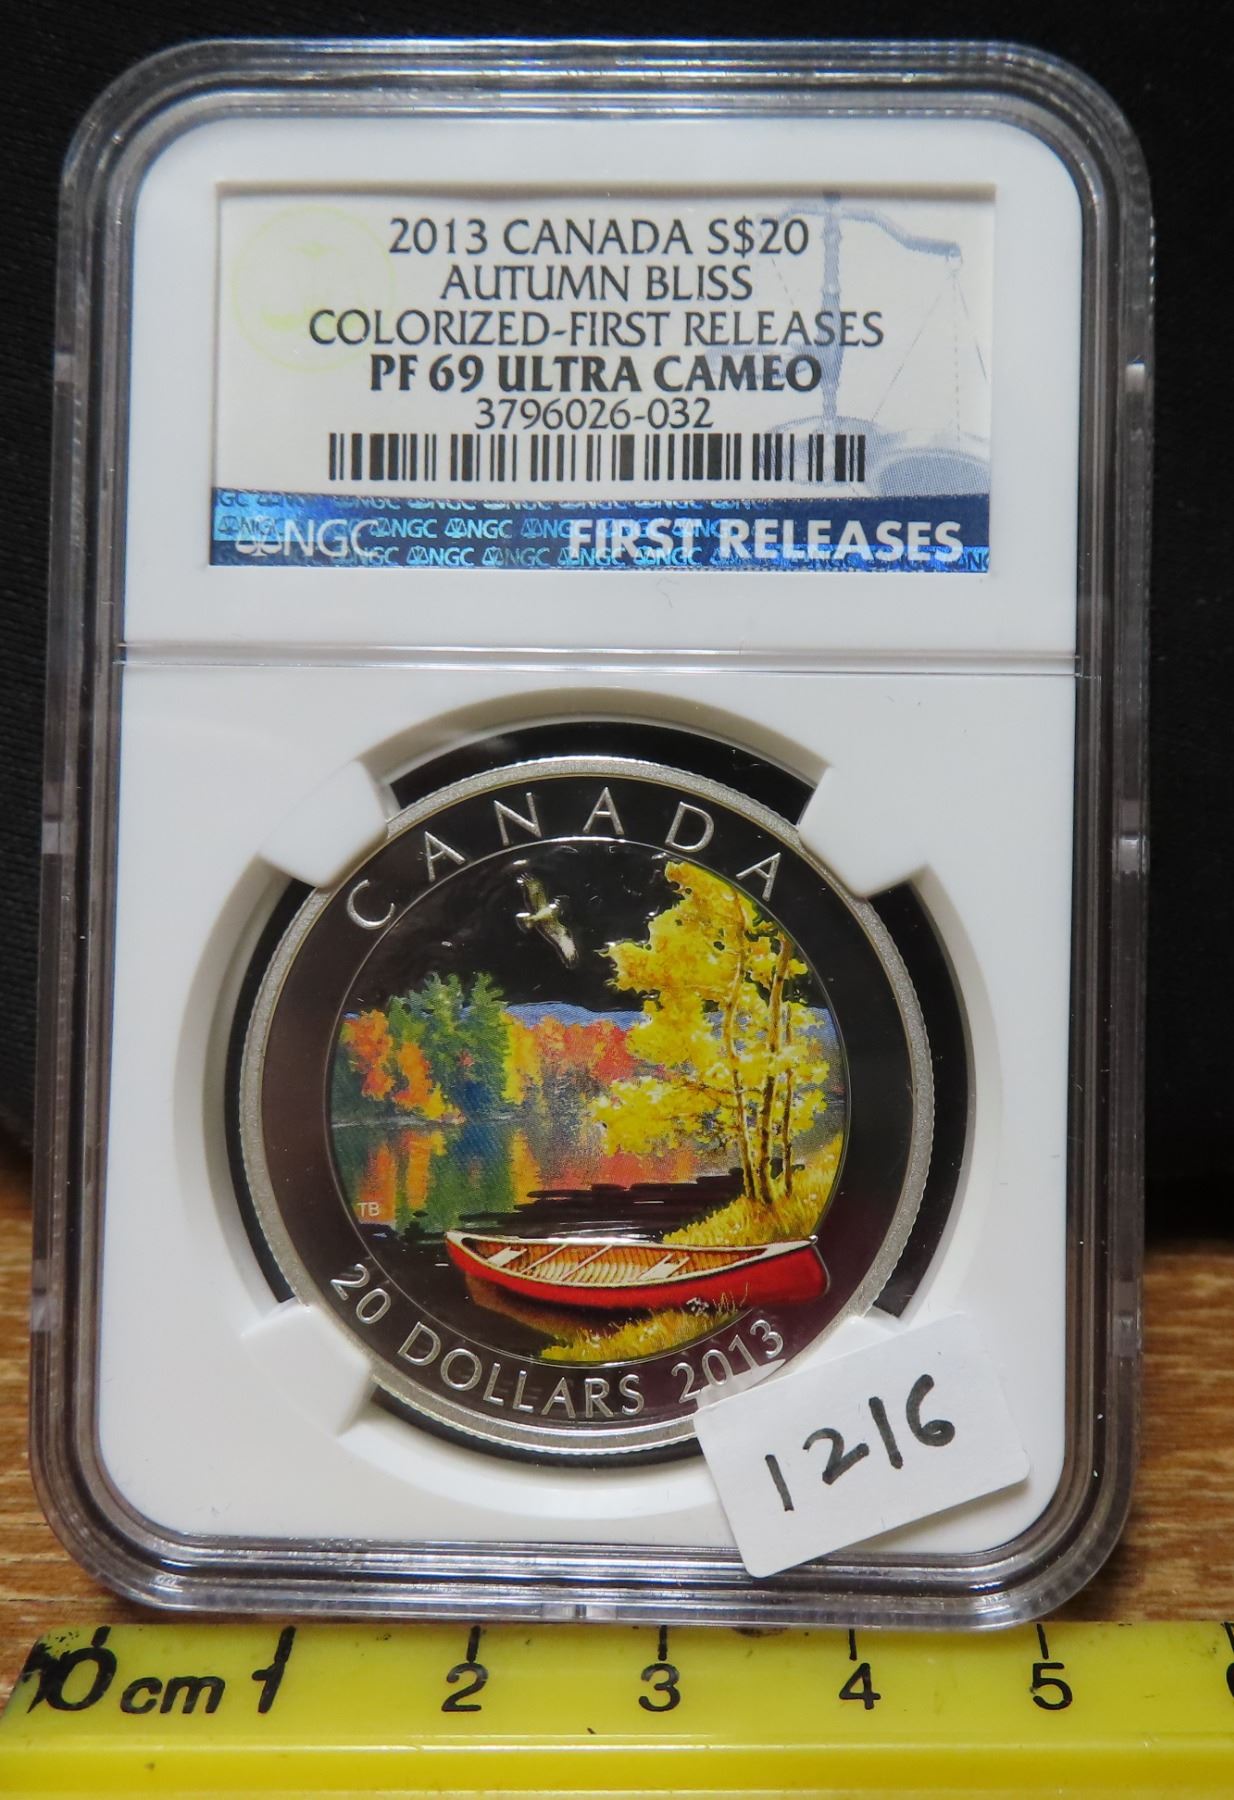 2013 CANADA S$20
AUTUMN BLISS
COLORIZED-FIRST RELEASES
PF 69 ULTRA CAMEO
3796026-032
NGC FIRST RELEASES
CANADA
TB
20 DOLLARS 2013
1216
0 cm 1 2 3 4 5